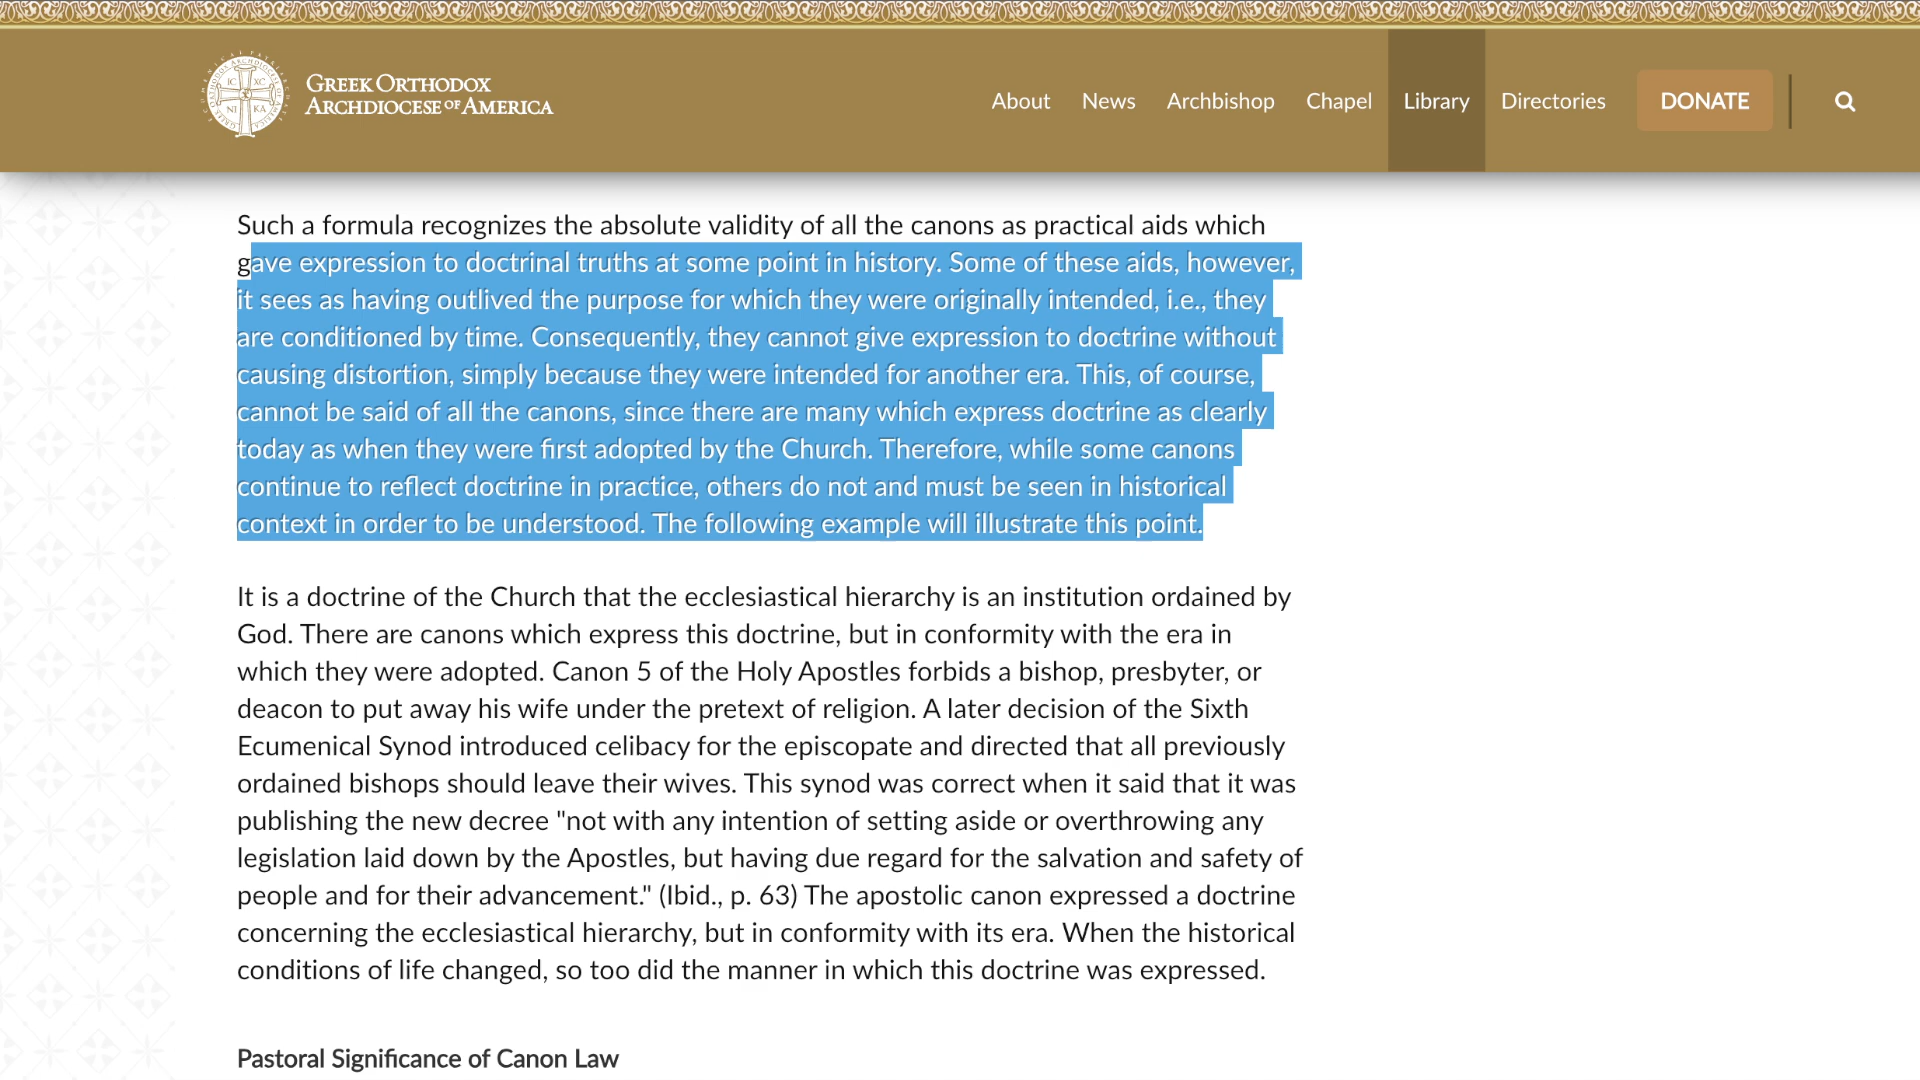 GREEK ORTHODOX
ARCHDIOCESE OF AMERICA
IC XC
NI KA
About News Archbishop Chapel Library Directories DONATE
Such a formula recognizes the absolute validity of all the canons as practical aids which
gave expression to doctrinal truths at some point in history. Some of these aids, however,
it sees as having outlived the purpose for which they were originally intended, i.e., they
are conditioned by time. Consequently, they cannot give expression to doctrine without
causing distortion, simply because they were intended for another era. This, of course,
cannot be said of all the canons, since there are many which express doctrine as clearly
today as when they were first adopted by the Church. Therefore, while some canons
continue to reflect doctrine in practice, others do not and must be seen in historical
context in order to be understood. The following example will illustrate this point.
It is a doctrine of the Church that the ecclesiastical hierarchy is an institution ordained by
God. There are canons which express this doctrine, but in conformity with the era in
which they were adopted. Canon 5 of the Holy Apostles forbids a bishop, presbyter, or
deacon to put away his wife under the pretext of religion. A later decision of the Sixth
Ecumenical Synod introduced celibacy for the episcopate and directed that all previously
ordained bishops should leave their wives. This synod was correct when it said that it was
publishing the new decree "not with any intention of setting aside or overthrowing any
legislation laid down by the Apostles, but having due regard for the salvation and safety of
people and for their advancement." (Ibid., p. 63) The apostolic canon expressed a doctrine
concerning the ecclesiastical hierarchy, but in conformity with its era. When the historical
conditions of life changed, so too did the manner in which this doctrine was expressed.
Pastoral Significance of Canon Law